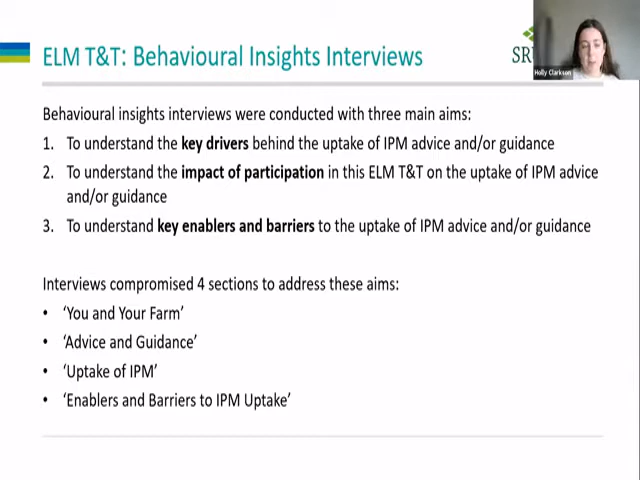 ELM T&T: Behavioural Insights Interviews
SR
Holly Clarkson
Behavioural insights interviews were conducted with three main aims:
1. To understand the key drivers behind the uptake of IPM advice and/or guidance
2. To understand the impact of participation in this ELM T&T on the uptake of IPM advice
and/or guidance
3. To understand key enablers and barriers to the uptake of IPM advice and/or guidance
Interviews compromised 4 sections to address these aims:
• ‘You and Your Farm’
• ‘Advice and Guidance’
• ‘Uptake of IPM’
• ‘Enablers and Barriers to IPM Uptake’